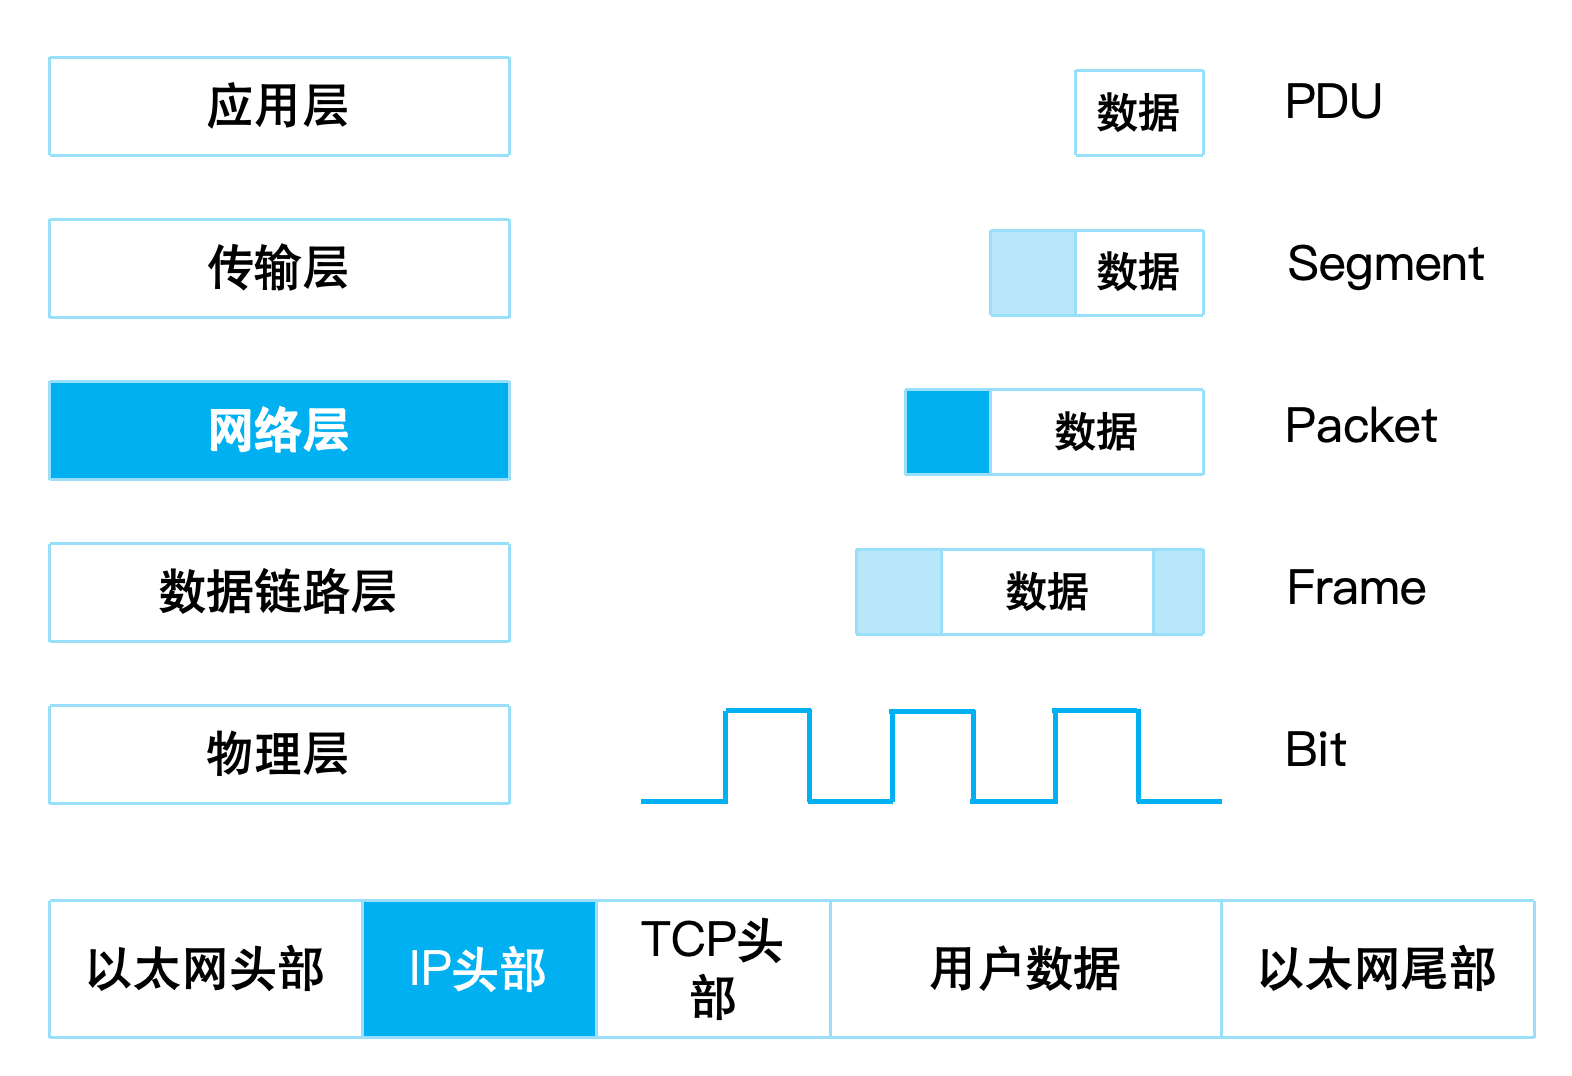 应用层
数据
PDU
传输层
数据
Segment
网络层
数据
Packet
数据链路层
数据
Frame
物理层
Bit
以太网头部
IP头部
TCP头
部
用户数据
以太网尾部